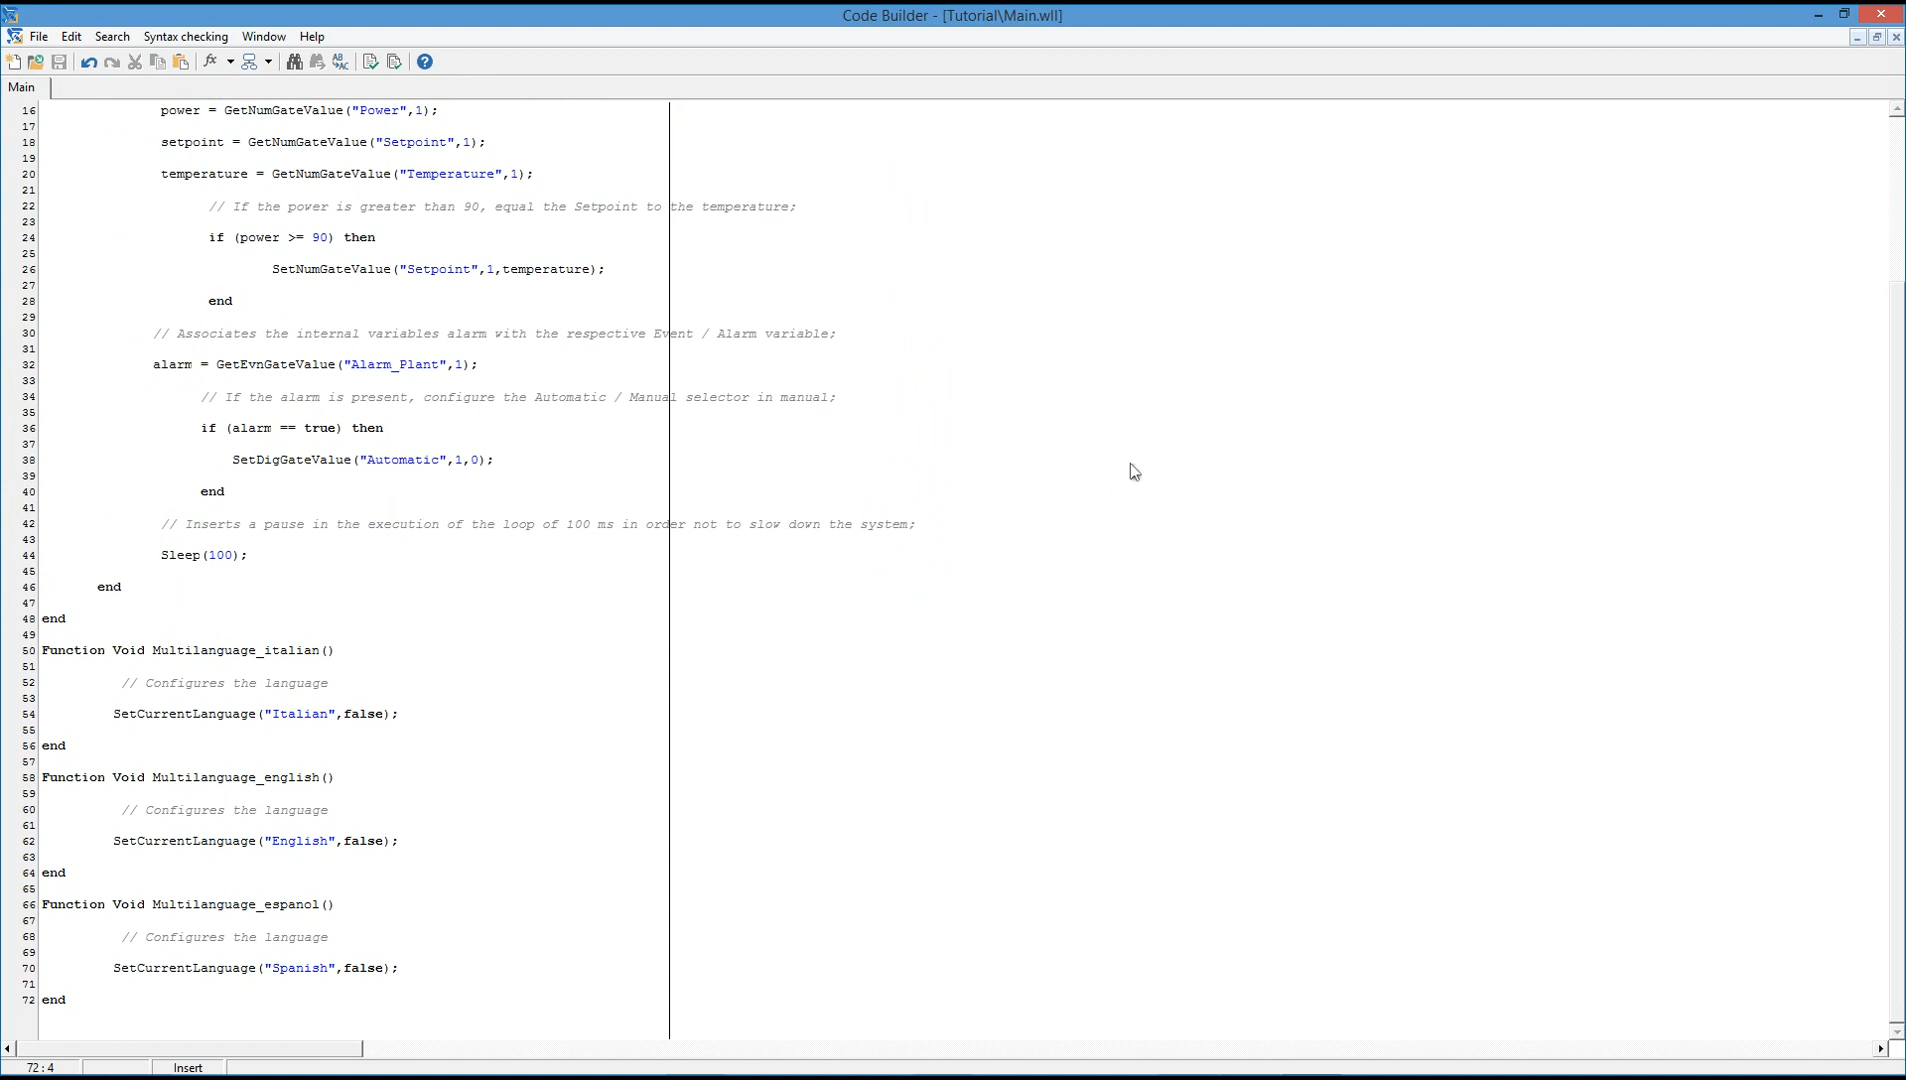 Code Builder - [Tutorial\Main.wll]
File Edit Search Syntax checking Window Help
Main
16 power = GetNumGateValue("Power",1);
17
18 setpoint = GetNumGateValue("Setpoint",1);
19
20 temperature = GetNumGateValue("Temperature",1);
21
22 // If the power is greater than 90, equal the Setpoint to the temperature;
23
24 if (power >= 90) then
25
26 SetNumGateValue("Setpoint",1,temperature);
27
28 end
29
30 // Associates the internal variables alarm with the respective Event / Alarm variable;
31
32 alarm = GetEvnGateValue("Alarm_Plant",1);
33
34 // If the alarm is present, configure the Automatic / Manual selector in manual;
35
36 if (alarm == true) then
37
38 SetDigGateValue("Automatic",1,0);
39
40 end
41
42 // Inserts a pause in the execution of the loop of 100 ms in order not to slow down the system;
43
44 Sleep(100);
45
46 end
47
48 end
49
50 Function Void Multilanguage_italian()
51
52 // Configures the language
53
54 SetCurrentLanguage("Italian",false);
55
56 end
57
58 Function Void Multilanguage_english()
59
60 // Configures the language
61
62 SetCurrentLanguage("English",false);
63
64 end
65
66 Function Void Multilanguage_espanol()
67
68 // Configures the language
69
70 SetCurrentLanguage("Spanish",false);
71
72 end
72:4 Insert